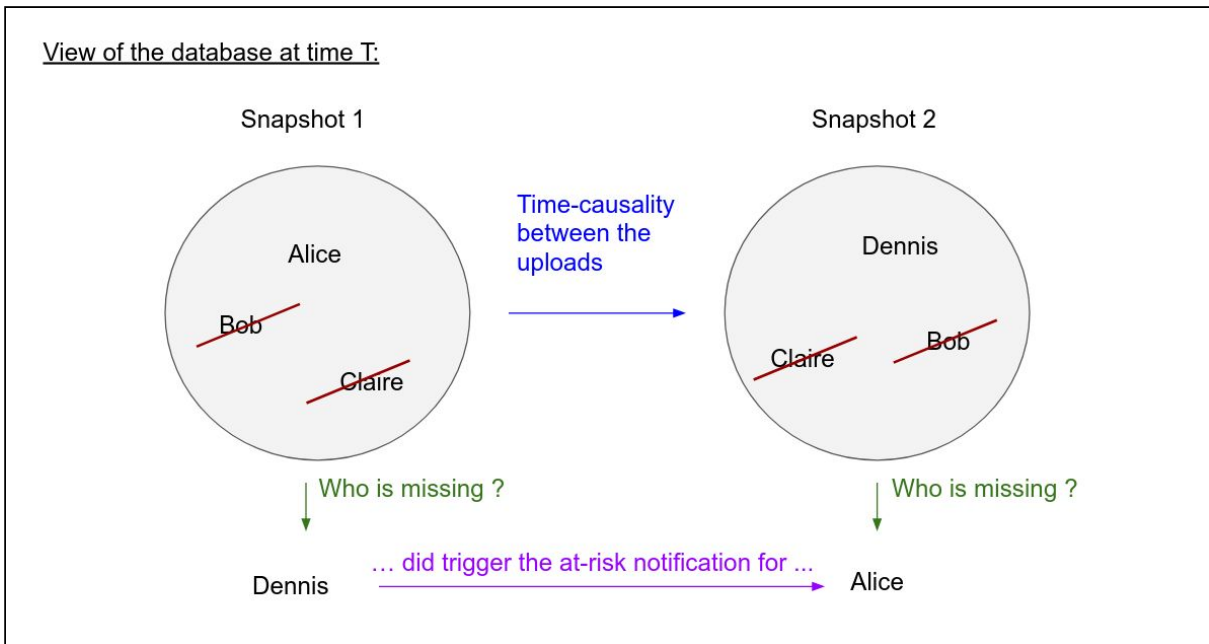 View of the database at time T:
Snapshot 1
Snapshot 2
Time-causality
between the
uploads
Alice
Bob
Claire
Dennis
Claire
Bob
Who is missing ?
Who is missing ?
Dennis
… did trigger the at-risk notification for ...
Alice